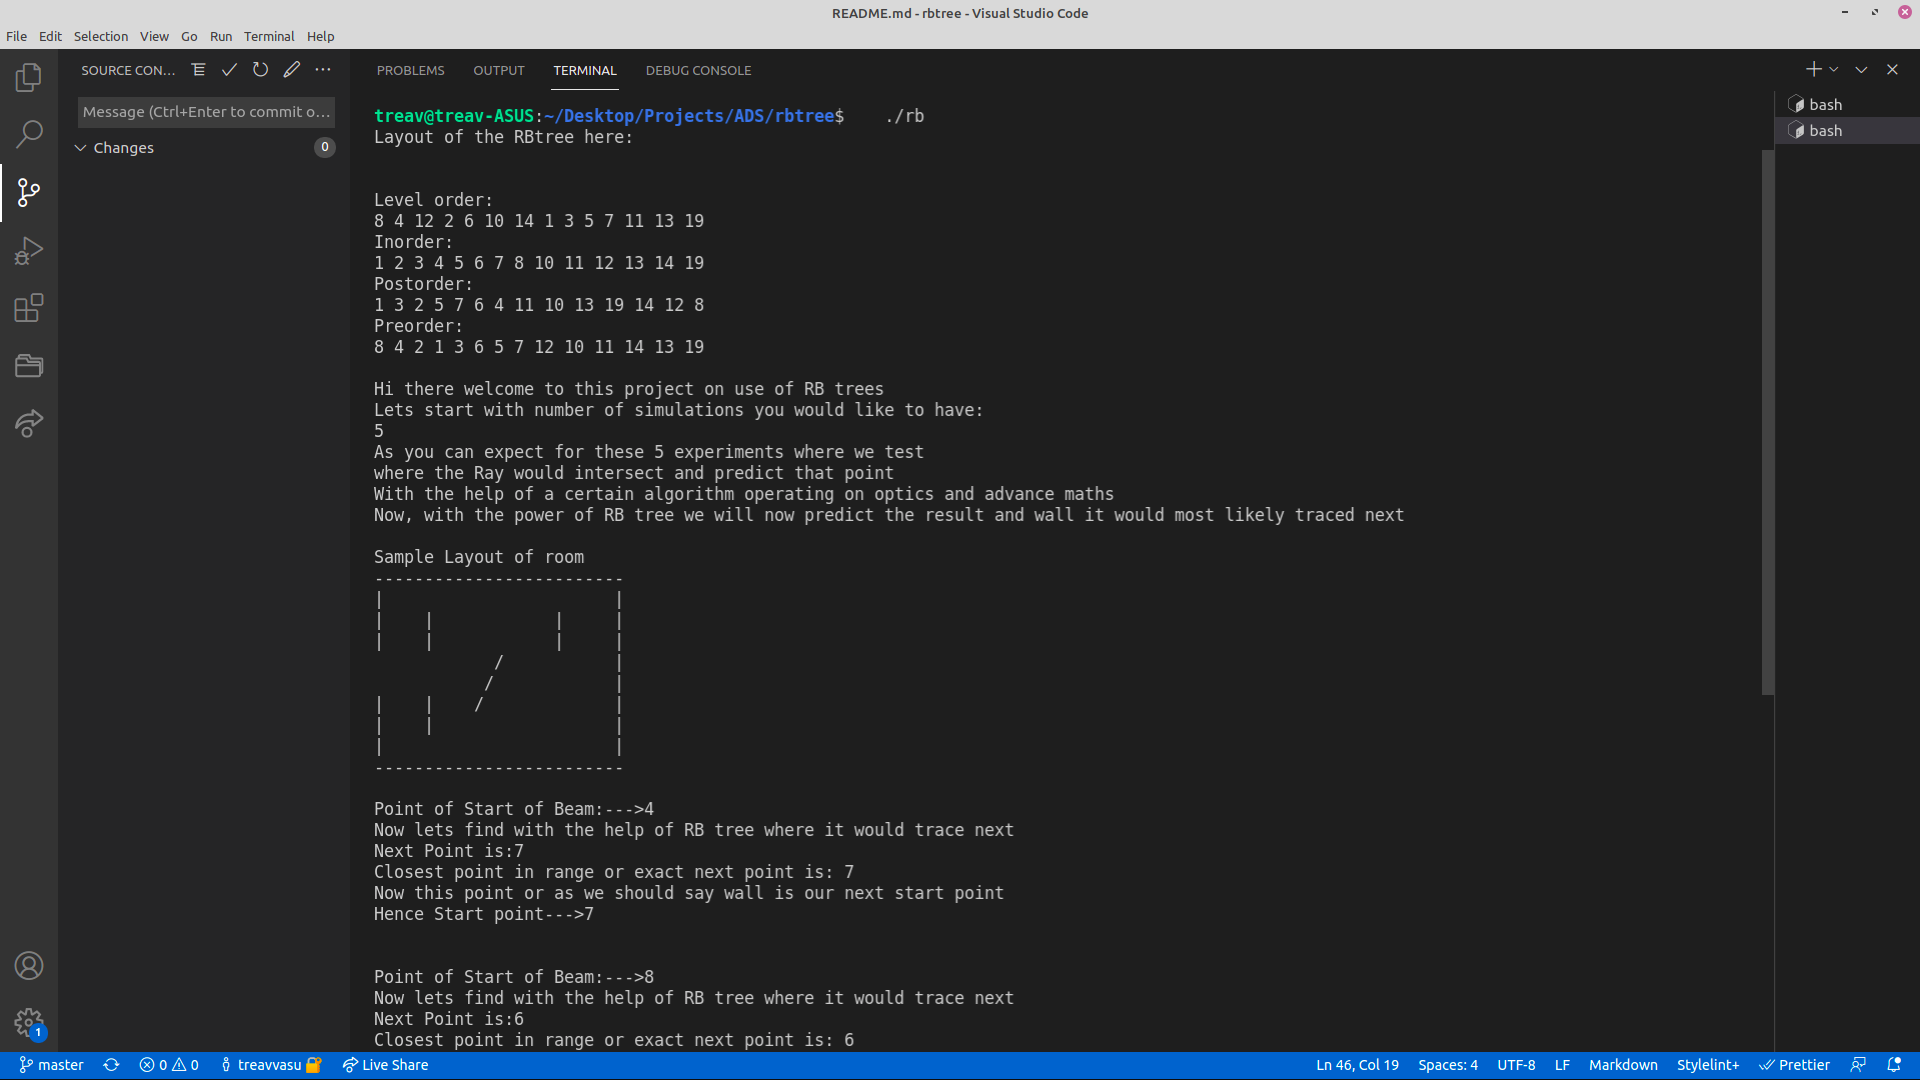 README.md - rbtree - Visual Studio Code
File Edit Selection View Go Run Terminal Help
SOURCE CON...
Message (Ctrl+Enter to commit o...
Changes 0
PROBLEMS OUTPUT TERMINAL DEBUG CONSOLE
bash
bash
treav@treav-ASUS:~/Desktop/Projects/ADS/rbtree$    ./rb
Layout of the RBtree here:
Level order:
8 4 12 2 6 10 14 1 3 5 7 11 13 19
Inorder:
1 2 3 4 5 6 7 8 10 11 12 13 14 19
Postorder:
1 3 2 5 7 6 4 11 10 13 19 14 12 8
Preorder:
8 4 2 1 3 6 5 7 12 10 11 14 13 19
Hi there welcome to this project on use of RB trees
Lets start with number of simulations you would like to have:
5
As you can expect for these 5 experiments where we test
where the Ray would intersect and predict that point
With the help of a certain algorithm operating on optics and advance maths
Now, with the power of RB tree we will now predict the result and wall it would most likely traced next
Sample Layout of room
-------------------------
|                       |
|    |            |     |
|    |            |     |
            /           |
           /            |
|    |    /             |
|    |                  |
|                       |
-------------------------
Point of Start of Beam:--->4
Now lets find with the help of RB tree where it would trace next
Next Point is:7
Closest point in range or exact next point is: 7
Now this point or as we should say wall is our next start point
Hence Start point--->7
Point of Start of Beam:--->8
Now lets find with the help of RB tree where it would trace next
Next Point is:6
Closest point in range or exact next point is: 6
1
master 0 0 treavvasu Live Share Ln 46, Col 19 Spaces: 4 UTF-8 LF Markdown Stylelint+ Prettier